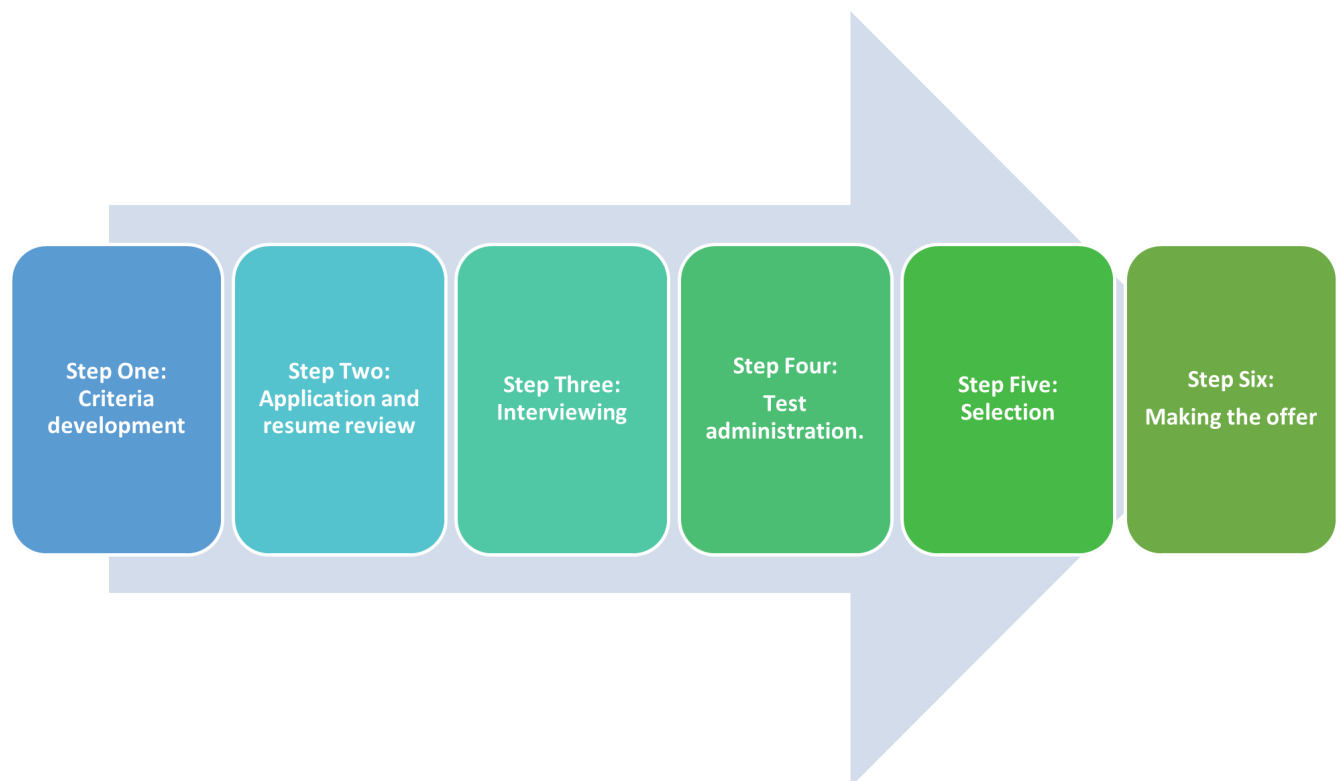 Step One:
Criteria
development
Step Two:
Application and
resume review
Step Three:
Interviewing
Step Four:
Test
administration.
Step Five:
Selection
Step Six:
Making the offer